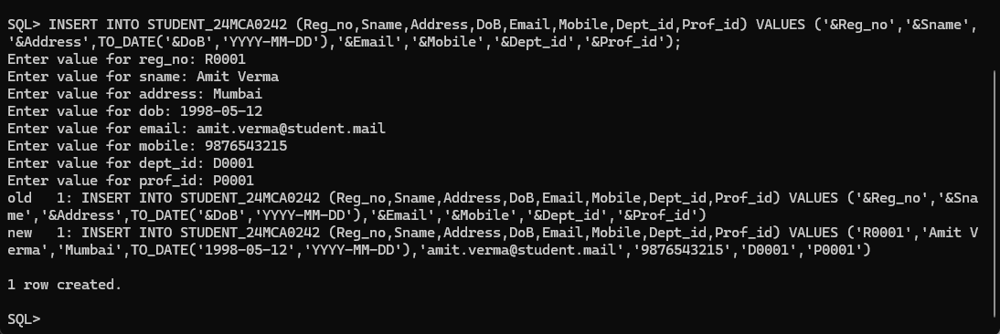 SQL> INSERT INTO STUDENT_24MCA0242 (Reg_no,Sname,Address,DoB,Email,Mobile,Dept_id,Prof_id) VALUES ('&Reg_no','&Sname',
'&Address',TO_DATE('&DoB','YYYY-MM-DD'),'&Email','&Mobile','&Dept_id','&Prof_id');
Enter value for reg_no: R0001
Enter value for sname: Amit Verma
Enter value for address: Mumbai
Enter value for dob: 1998-05-12
Enter value for email: amit.verma@student.mail
Enter value for mobile: 9876543215
Enter value for dept_id: D0001
Enter value for prof_id: P0001
old   1: INSERT INTO STUDENT_24MCA0242 (Reg_no,Sname,Address,DoB,Email,Mobile,Dept_id,Prof_id) VALUES ('&Reg_no','&Sna
me','&Address',TO_DATE('&DoB','YYYY-MM-DD'),'&Email','&Mobile','&Dept_id','&Prof_id')
new   1: INSERT INTO STUDENT_24MCA0242 (Reg_no,Sname,Address,DoB,Email,Mobile,Dept_id,Prof_id) VALUES ('R0001','Amit V
erma','Mumbai',TO_DATE('1998-05-12','YYYY-MM-DD'),'amit.verma@student.mail','9876543215','D0001','P0001')
1 row created.
SQL>